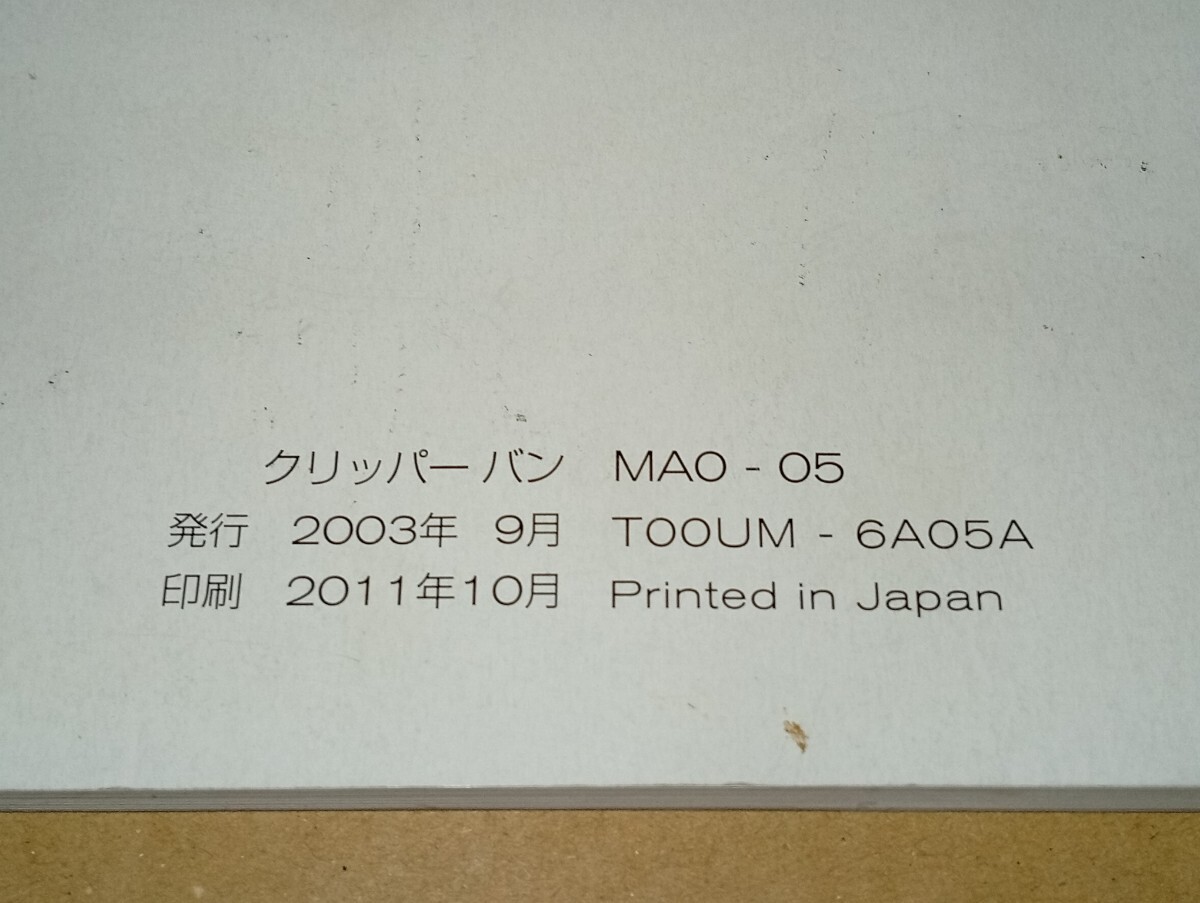 クリッパー バン MAO - 05
発行 2003年 9月 T00UM - 6A05A
印刷 2011年10月 Printed in Japan